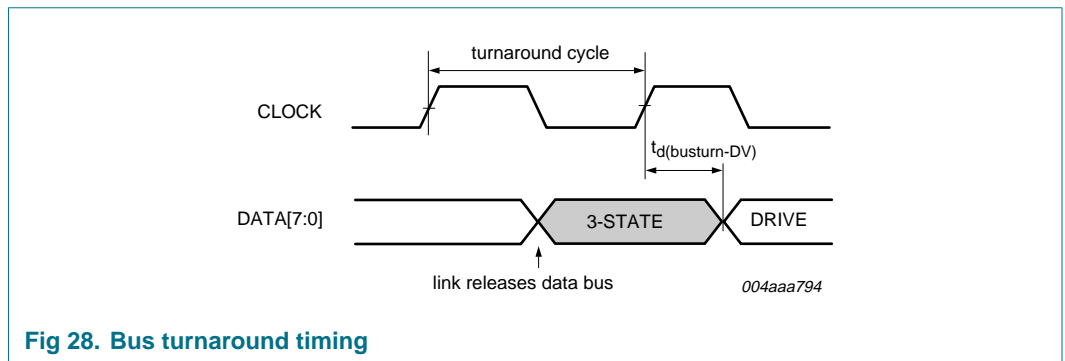 turnaround cycle
CLOCK
td(busturn-DV)
DATA[7:0]
3-STATE
DRIVE
link releases data bus
004aaa794
Fig 28. Bus turnaround timing